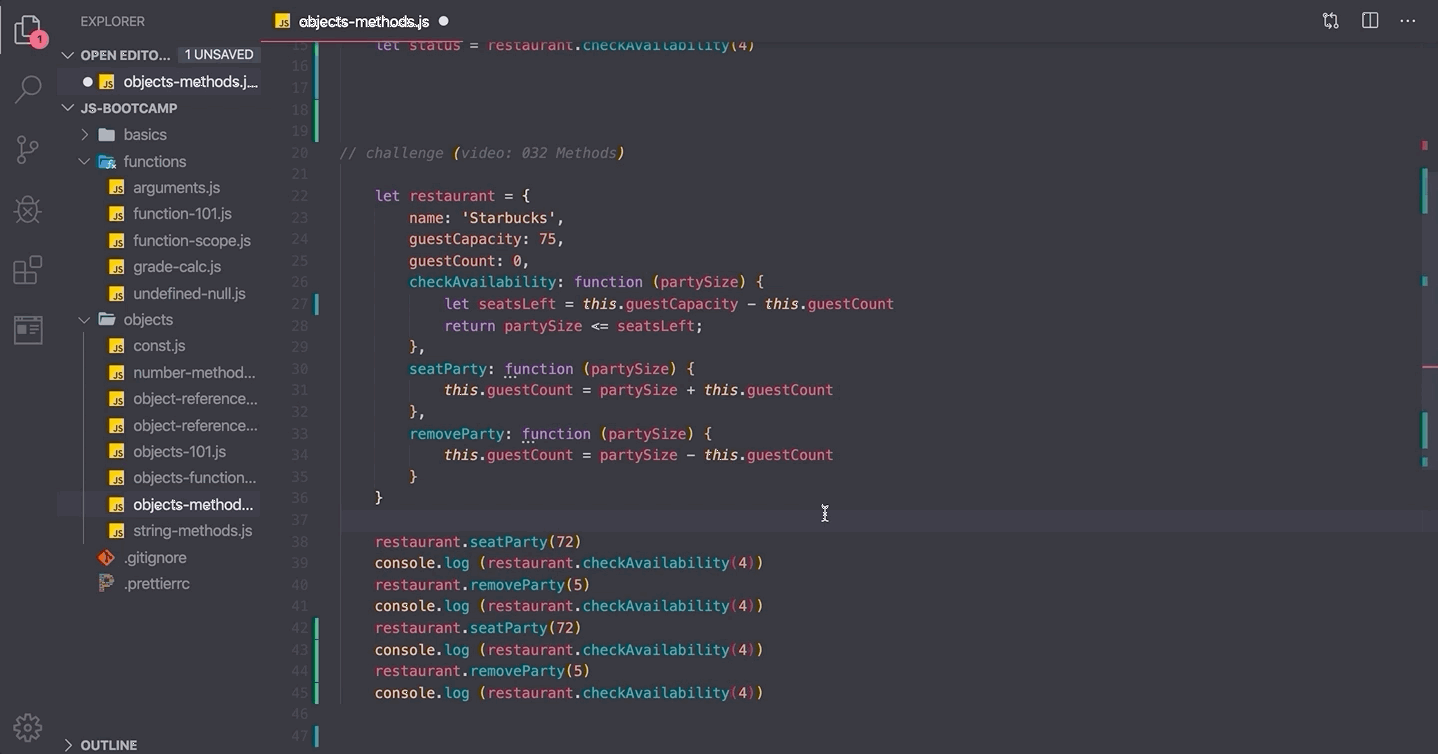 EXPLORER
OPEN EDITO... 1 UNSAVED
objects-methods.j...
JS-BOOTCAMP
basics
functions
arguments.js
function-101.js
function-scope.js
grade-calc.js
undefined-null.js
objects
const.js
number-method...
object-reference...
object-reference...
objects-101.js
objects-function...
objects-method...
string-methods.js
.gitignore
.prettierrc
OUTLINE
1
JS objects-methods.js
15 let status = restaurant.checkAvailability(4)
16
17
18
19
20 // challenge (video: 032 Methods)
21
22 let restaurant = {
23 name: 'Starbucks',
24 guestCapacity: 75,
25 guestCount: 0,
26 checkAvailability: function (partySize) {
27 let seatsLeft = this.guestCapacity - this.guestCount
28 return partySize <= seatsLeft;
29 },
30 seatParty: function (partySize) {
31 this.guestCount = partySize + this.guestCount
32 },
33 removeParty: function (partySize) {
34 this.guestCount = partySize - this.guestCount
35 }
36 }
37
38 restaurant.seatParty(72)
39 console.log (restaurant.checkAvailability(4))
40 restaurant.removeParty(5)
41 console.log (restaurant.checkAvailability(4))
42 restaurant.seatParty(72)
43 console.log (restaurant.checkAvailability(4))
44 restaurant.removeParty(5)
45 console.log (restaurant.checkAvailability(4))
46
47